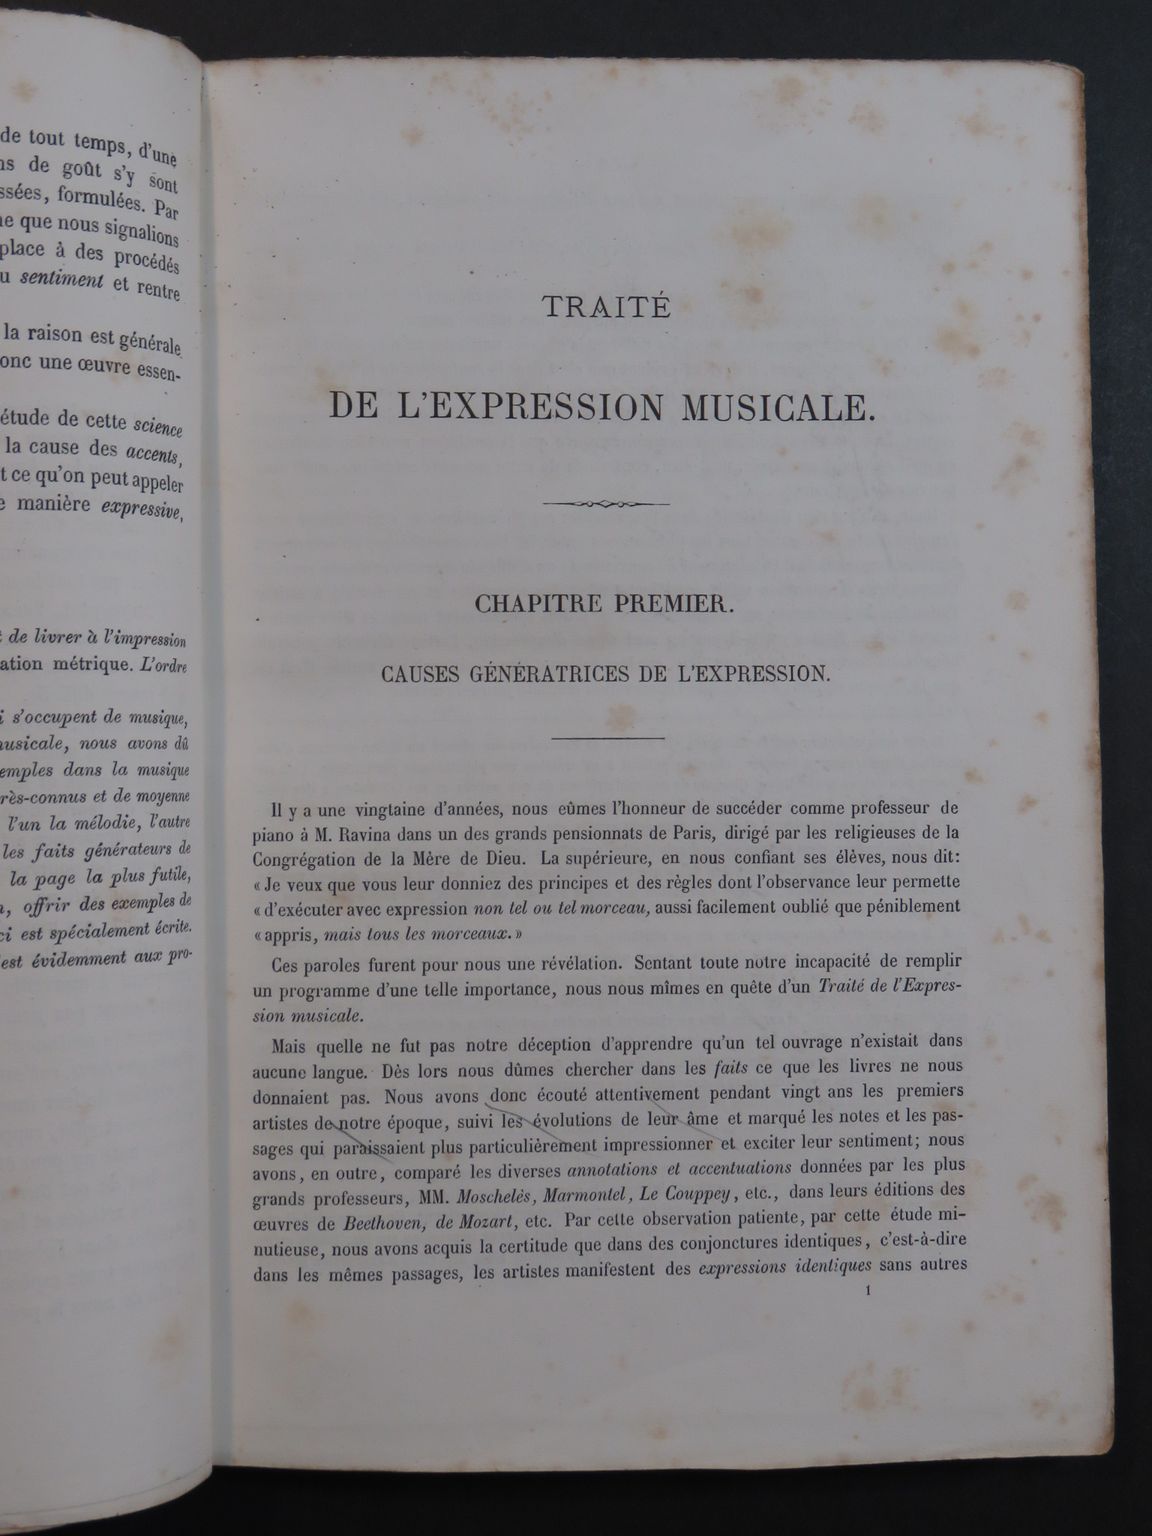 de tout temps, d'une
de goût s'y sont
formulées. Par
que nous signalions
place à des procédés
sentiment et rentre
la raison est générale
une œuvre essen-
étude de cette science
la cause des accents,
ce qu'on peut appeler
manière expressive,
de livrer à l'impression
métrique. L'ordre
s'occupent de musique,
nous avons dû
dans la musique
et de moyenne
l'un la mélodie, l'autre
les faits générateurs de
la page la plus futile,
offrir des exemples de
est spécialement écrite.
est évidemment aux pro-
TRAITÉ
DE L'EXPRESSION MUSICALE.
CHAPITRE PREMIER.
CAUSES GÉNÉRATRICES DE L'EXPRESSION.
Il y a une vingtaine d'années, nous eûmes l'honneur de succéder comme professeur de
piano à M. Ravina dans un des grands pensionnats de Paris, dirigé par les religieuses de la
Congrégation de la Mère de Dieu. La supérieure, en nous confiant ses élèves, nous dit:
« Je veux que vous leur donniez des principes et des règles dont l'observance leur permette
« d'exécuter avec expression non tel ou tel morceau, aussi facilement oublié que péniblement
« appris, mais tous les morceaux. »
Ces paroles furent pour nous une révélation. Sentant toute notre incapacité de remplir
un programme d'une telle importance, nous nous mîmes en quête d'un Traité de l'Expres-
sion musicale.
Mais quelle ne fut pas notre déception d'apprendre qu'un tel ouvrage n'existait dans
aucune langue. Dès lors nous dûmes chercher dans les faits ce que les livres ne nous
donnaient pas. Nous avons donc écouté attentivement pendant vingt ans les premiers
artistes de notre époque, suivi les évolutions de leur âme et marqué les notes et les pas-
sages qui paraissaient plus particulièrement impressionner et exciter leur sentiment; nous
avons, en outre, comparé les diverses annotations et accentuations données par les plus
grands professeurs, MM. Moschelès, Marmontel, Le Couppey, etc., dans leurs éditions des
œuvres de Beethoven, de Mozart, etc. Par cette observation patiente, par cette étude mi-
nutieuse, nous avons acquis la certitude que dans des conjonctures identiques, c'est-à-dire
dans les mêmes passages, les artistes manifestent des expressions identiques sans autres
1